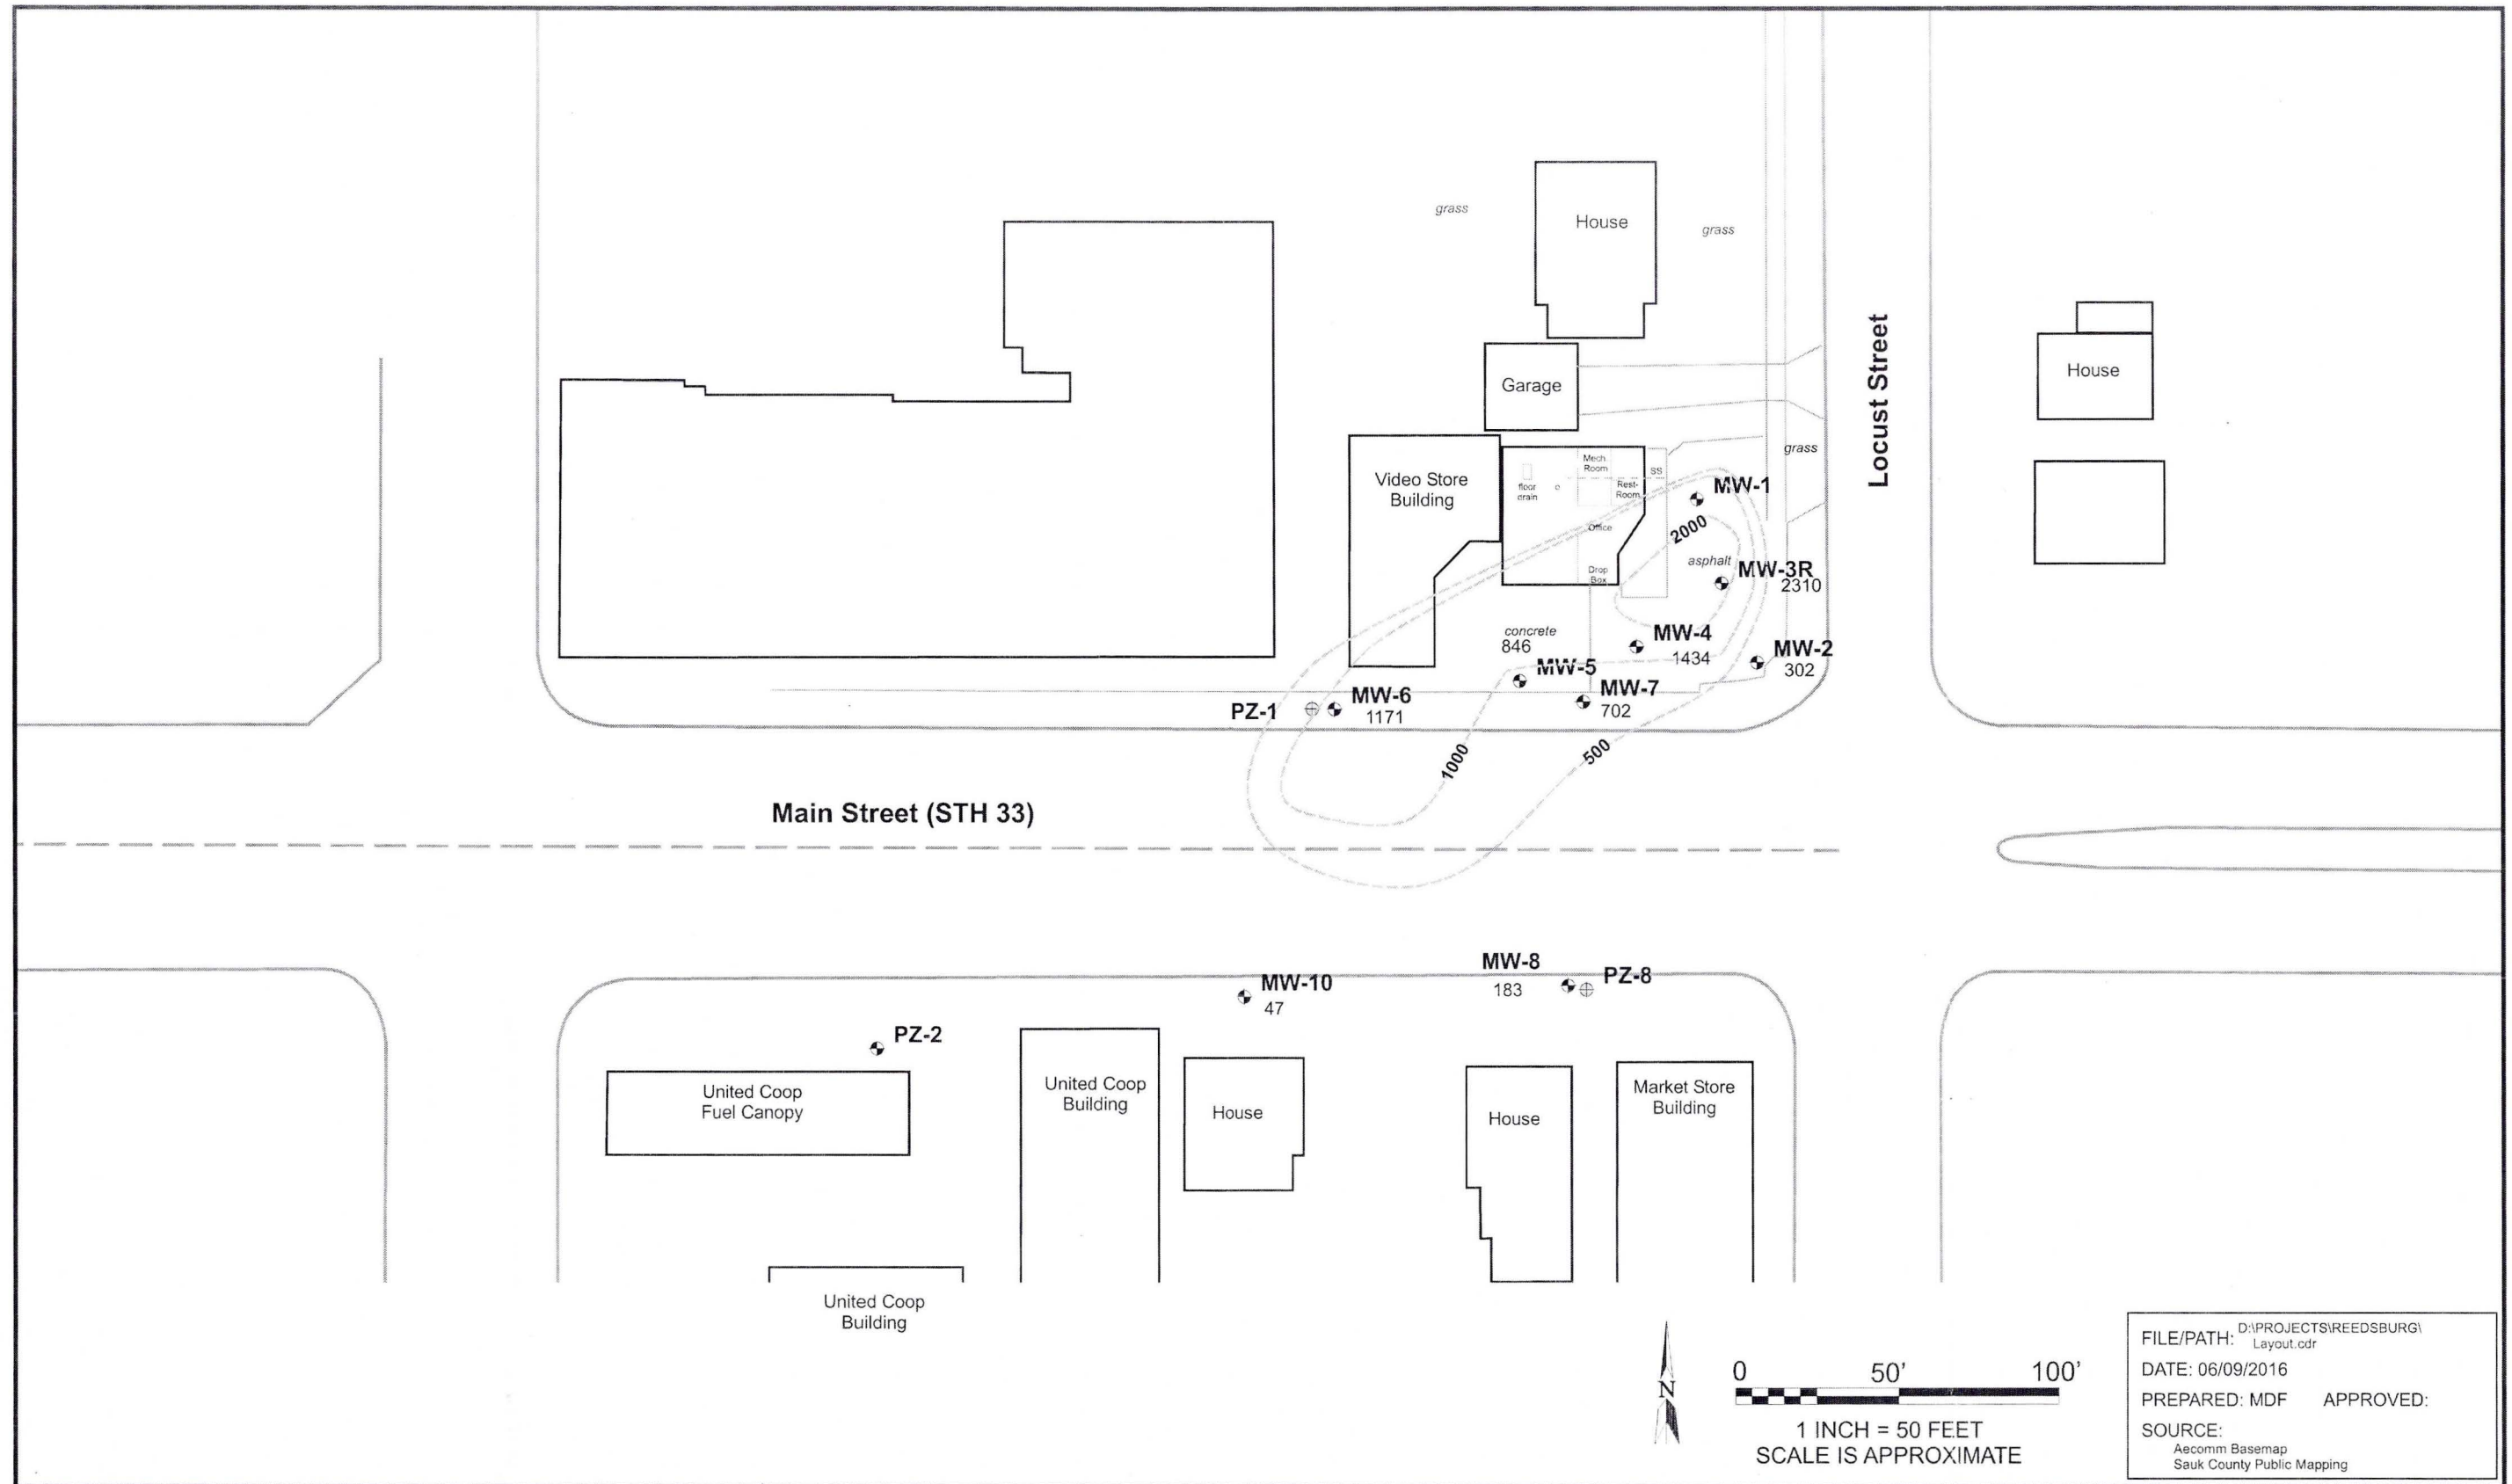 grass
House
grass
Locust Street
House
Garage
grass
Video Store
Building
Mech.
Room
SS
floor
drain
Rest-
Room
MW-1
Office
2000
asphalt
MW-3R
2310
Drop
Box
concrete
846
MW-4
1434
MW-2
302
MW-5
MW-6
1171
PZ-1
MW-7
702
1000
500
Main Street (STH 33)
MW-8
183
PZ-8
MW-10
47
PZ-2
United Coop
Fuel Canopy
United Coop
Building
House
House
Market Store
Building
United Coop
Building
N
0 50' 100'
1 INCH = 50 FEET
SCALE IS APPROXIMATE
FILE/PATH: D:\PROJECTS\REEDSBURG\
Layout.cdr
DATE: 06/09/2016
PREPARED: MDF APPROVED:
SOURCE:
Aecomm Basemap
Sauk County Public Mapping